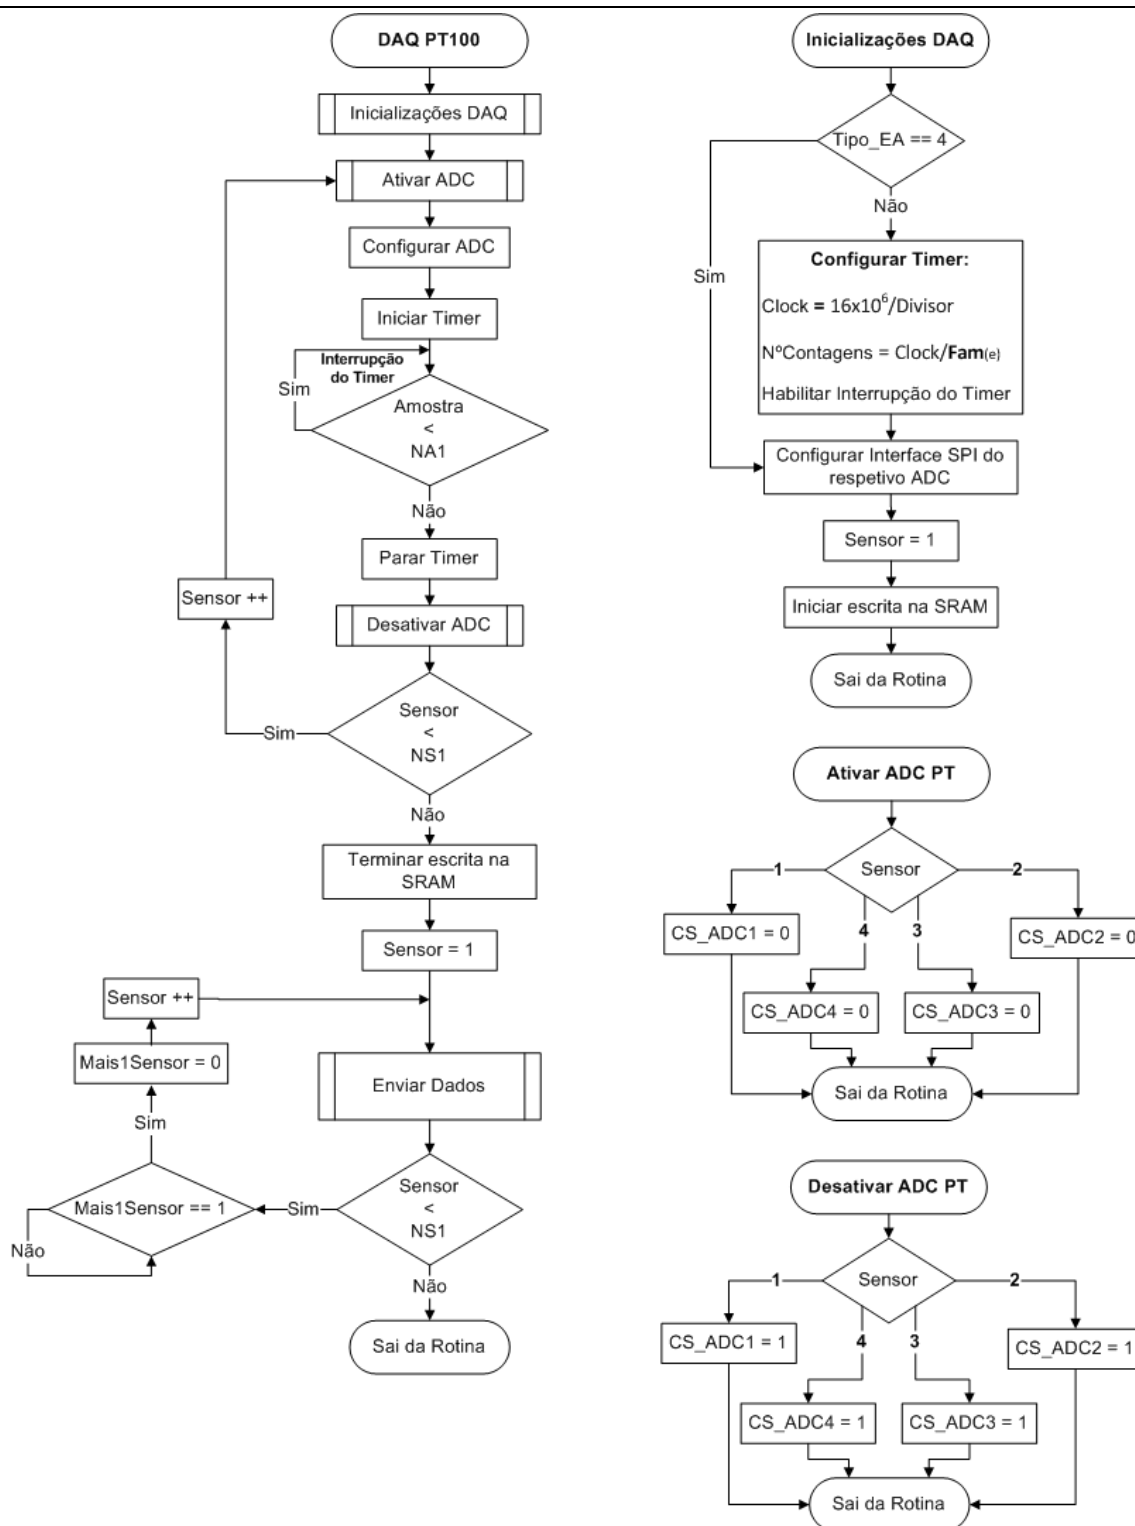 DAQ PT100
Inicializações DAQ
Ativar ADC
Configurar ADC
Iniciar Timer
Interrupção
do Timer
Sim
Amostra
<
NA1
Não
Parar Timer
Sensor ++
Desativar ADC
Sensor
<
NS1
Sim
Não
Terminar escrita na
SRAM
Sensor = 1
Sensor ++
Mais1Sensor = 0
Enviar Dados
Sim
Mais1Sensor == 1
Sim
Sensor
<
NS1
Não
Não
Sai da Rotina
Inicializações DAQ
Tipo_EA == 4
Não
Sim
Configurar Timer:
Clock = 16x10⁶/Divisor
NºContagens = Clock/Fam(e)
Habilitar Interrupção do Timer
Configurar Interface SPI do
respetivo ADC
Sensor = 1
Iniciar escrita na SRAM
Sai da Rotina
Ativar ADC PT
Sensor
1
2
4
3
CS_ADC1 = 0
CS_ADC2 = 0
CS_ADC4 = 0
CS_ADC3 = 0
Sai da Rotina
Desativar ADC PT
Sensor
1
2
4
3
CS_ADC1 = 1
CS_ADC2 = 1
CS_ADC4 = 1
CS_ADC3 = 1
Sai da Rotina